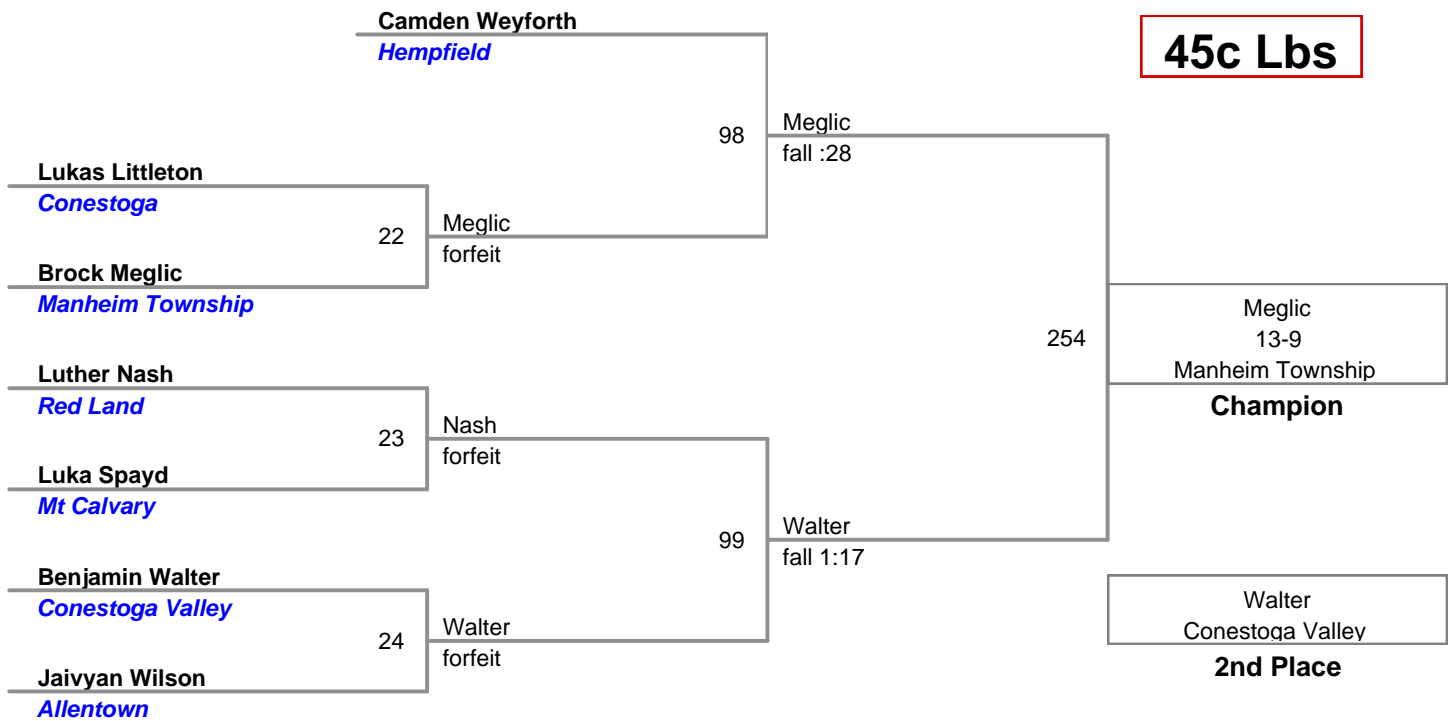 Camden Weyforth
Hempfield
45c Lbs
98
Meglic
fall :28
Lukas Littleton
Conestoga
22
Meglic
forfeit
Brock Meglic
Manheim Township
254
Meglic
13-9
Manheim Township
Champion
Luther Nash
Red Land
23
Nash
forfeit
Luka Spayd
Mt Calvary
99
Walter
fall 1:17
Benjamin Walter
Conestoga Valley
24
Walter
forfeit
Walter
Conestoga Valley
2nd Place
Jaivyan Wilson
Allentown